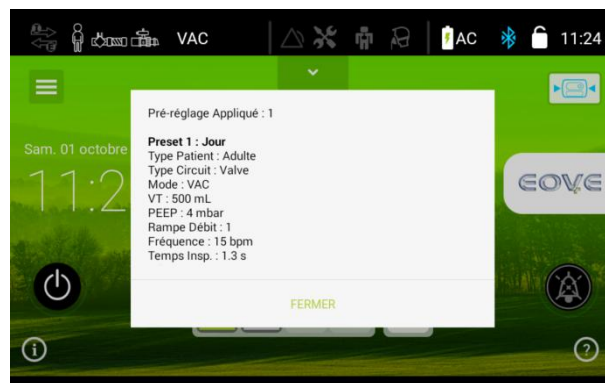 VAC
AC
11:24
Pré-réglage Appliqué : 1
Sam. 01 octobre
11:2
Preset 1 : Jour
Type Patient : Adulte
Type Circuit : Valve
Mode : VAC
VT : 500 mL
PEEP : 4 mbar
Rampe Débit : 1
Fréquence : 15 bpm
Temps Insp. : 1.3 s
EOVE
FERMER
i
?